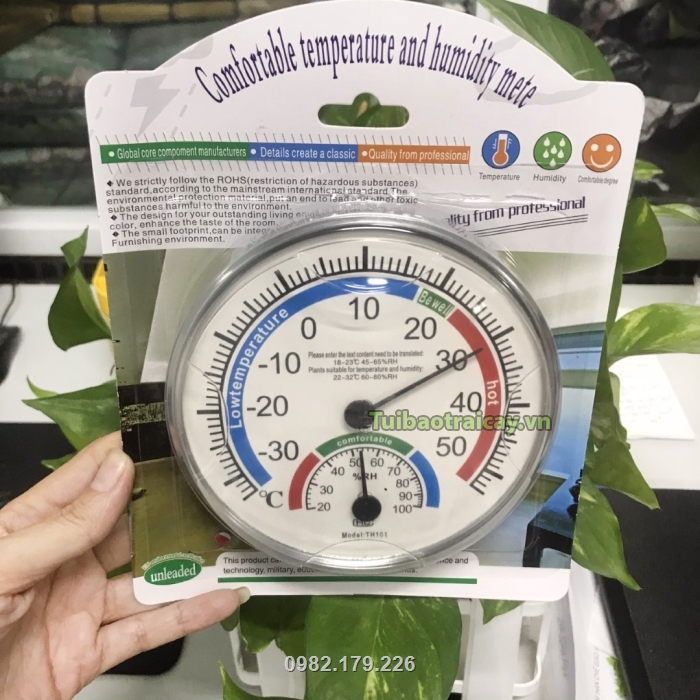 Comfortable temperature and humidity mete
Global core compoment manufacturers • Details create a classic • Quality from professional
Temperature Humidity Comfortable degree
◆ We strictly follow the ROHS(restriction of hazardous substances)
standard,according to the mainstream international standard.The
environmental protection material,put an end to lead and other toxic
substances harmful to the environment.
◆ The design for your outstanding living
color, enhance the taste of the room.
◆ The small footprint,can be
Furnishing environment.
from professional
Lowtemperature
Be well
hot
-30 -20 -10 0 10 20 30 40 50
Please enter the text content need to be translated:
18~23℃ 45~65%RH
Plants suitable for temperature and humidity:
22~32℃ 60~80%RH
Tuibaotraicay.vn
°C
comfortable
20 30 40 50 60 70 80 90 100
%RH
Model:TH101
unleaded
This product
and
technology, military,
0982.179.226